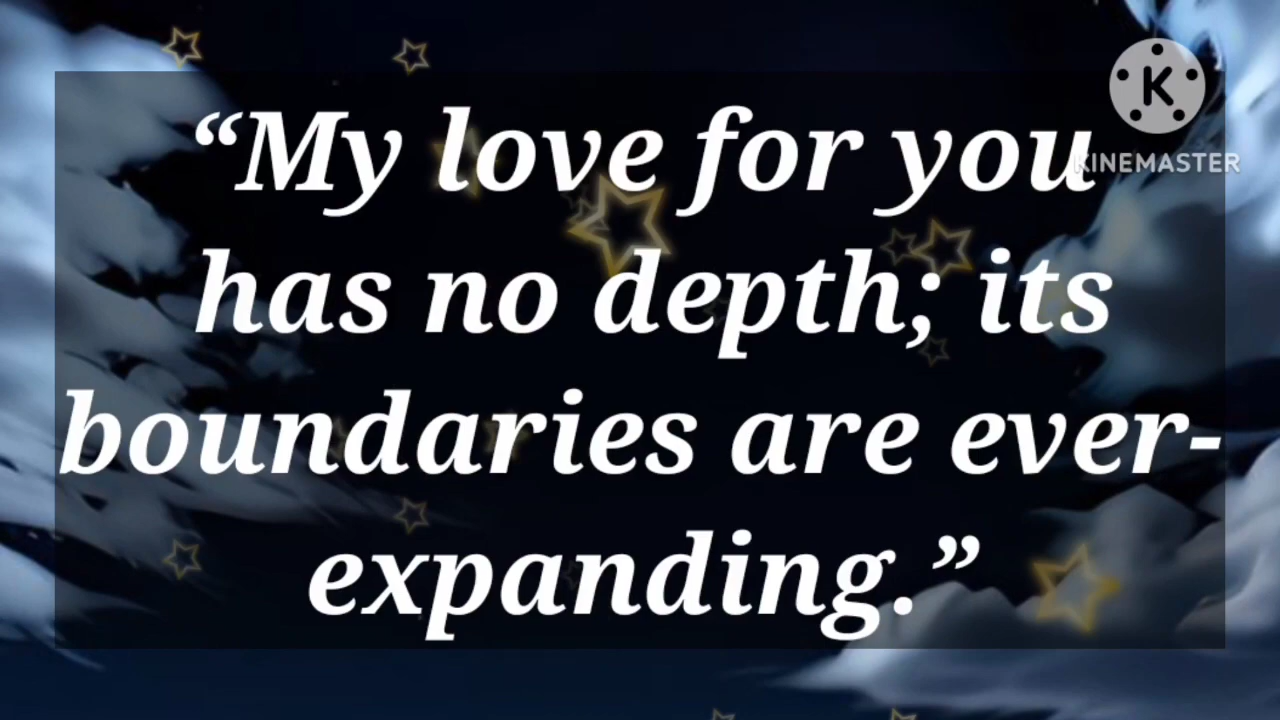 “My love for you
has no depth; its
boundaries are ever-
expanding.”
K
KINEMASTER